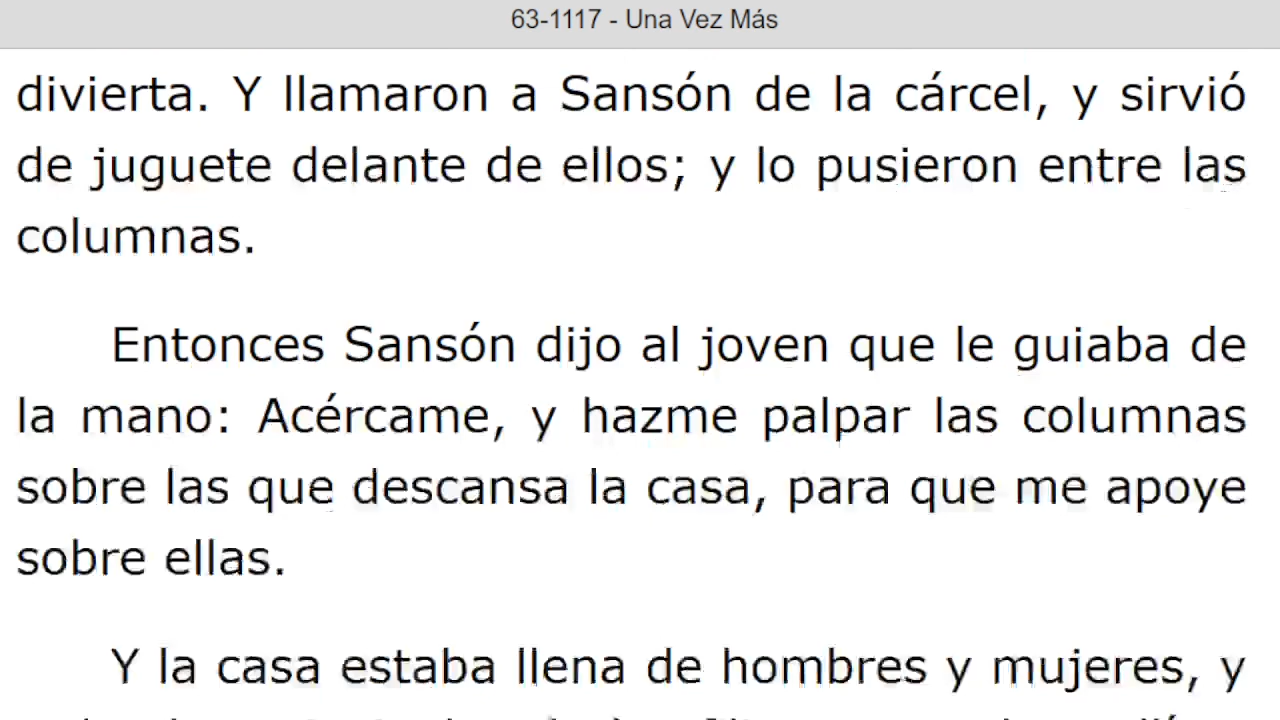 63-1117 - Una Vez Más
divierta. Y llamaron a Sansón de la cárcel, y sirvió
de juguete delante de ellos; y lo pusieron entre las
columnas.
Entonces Sansón dijo al joven que le guiaba de
la mano: Acércame, y hazme palpar las columnas
sobre las que descansa la casa, para que me apoye
sobre ellas.
Y la casa estaba llena de hombres y mujeres, y